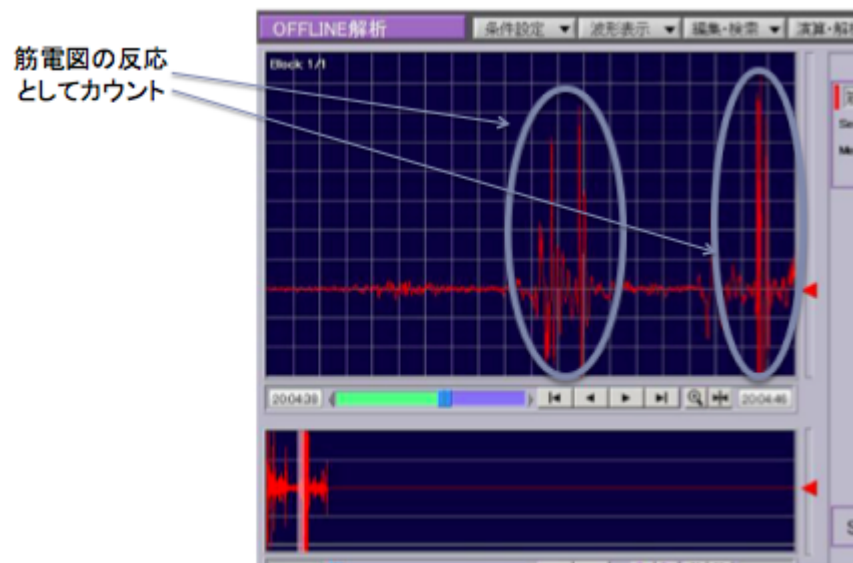 筋電図の反応
としてカウント
OFFLINE解析
条件設定 ▼
波形表示 ▼
編集・検索 ▼
演算・解析
Block 1/1
20:04:38
20:04:46